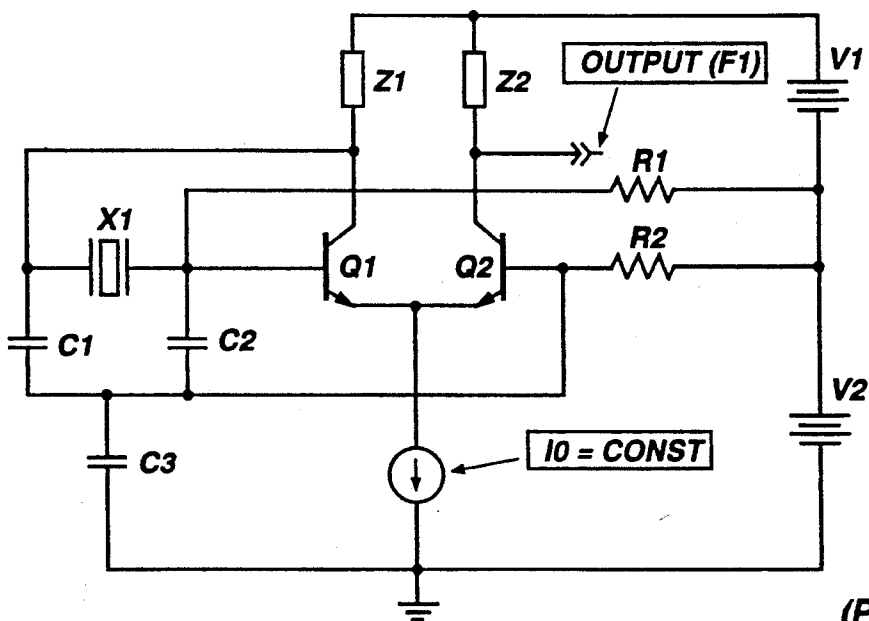 OUTPUT (F1)
V1
Z1
Z2
R1
X1
R2
Q1
Q2
C1
C2
V2
C3
I0 = CONST
(P